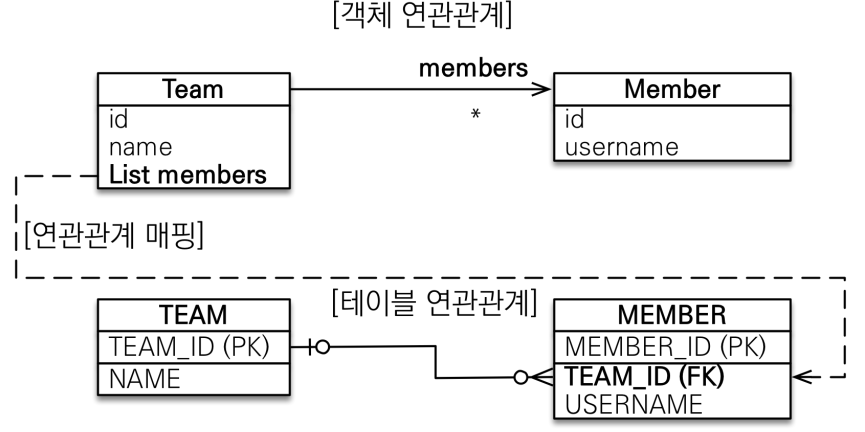 [객체 연관관계]
members
Team
Member
*
id
name
List members
id
username
[연관관계 매핑]
[테이블 연관관계]
TEAM
TEAM_ID (PK)
NAME
MEMBER
MEMBER_ID (PK)
TEAM_ID (FK)
USERNAME